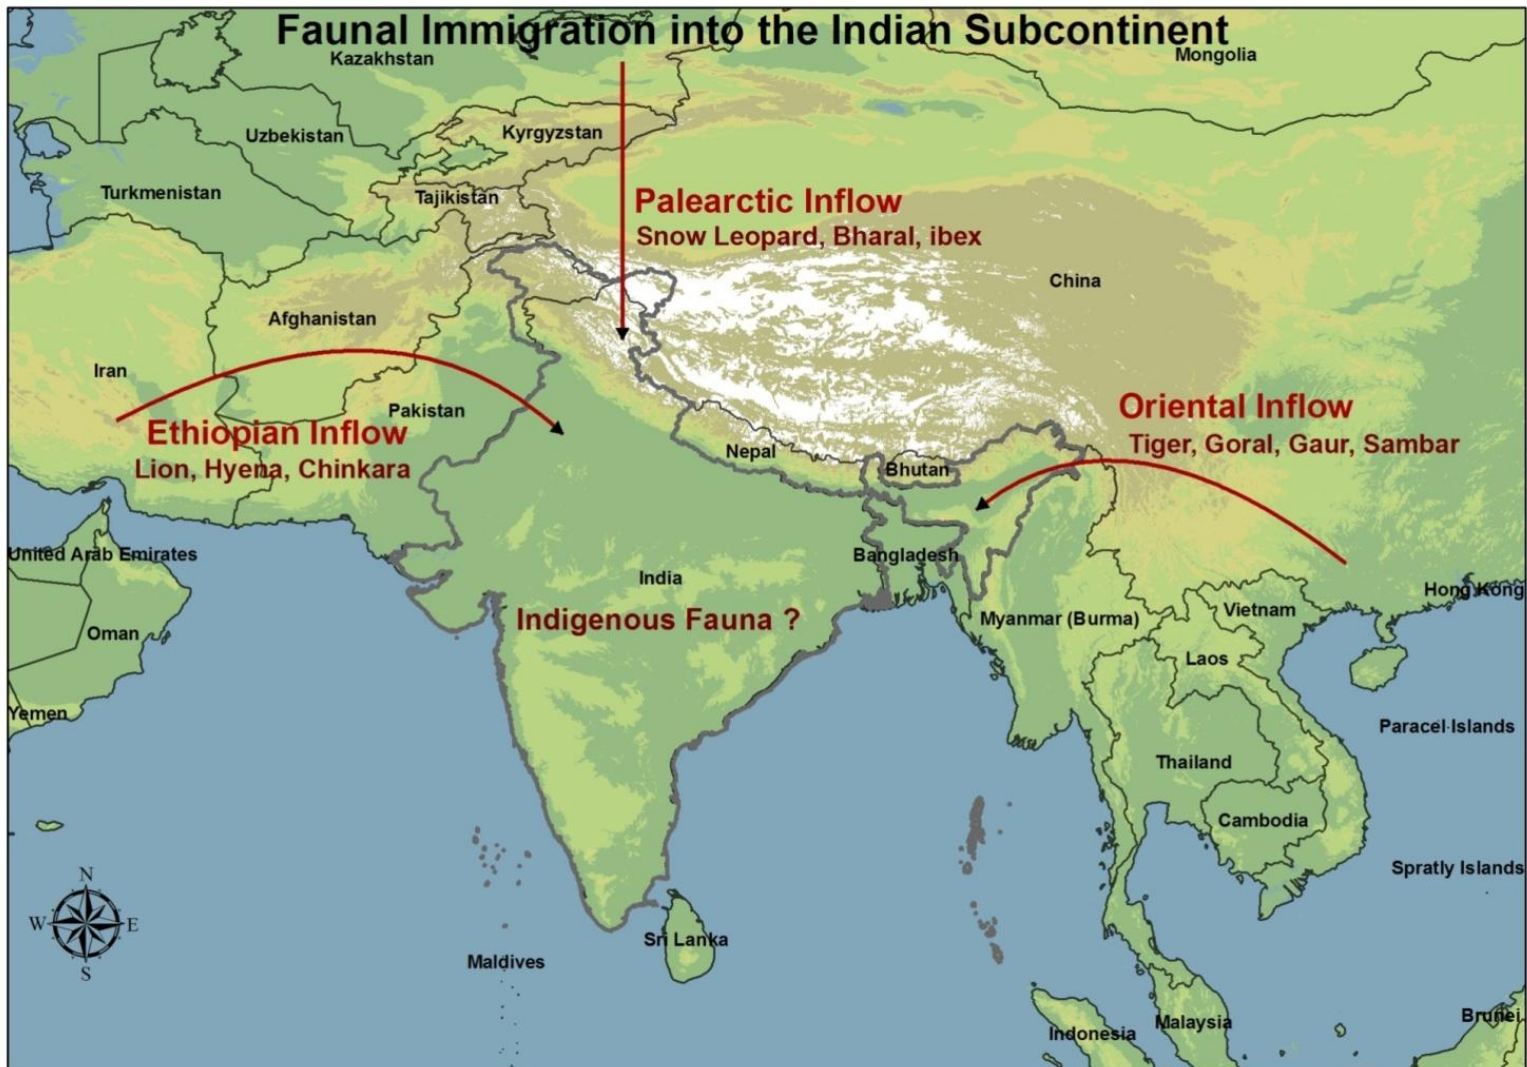 Faunal Immigration into the Indian Subcontinent
Kazakhstan
Mongolia
Uzbekistan
Kyrgyzstan
Turkmenistan
Tajikistan
Palearctic Inflow
Snow Leopard, Bharal, ibex
China
Afghanistan
Iran
Pakistan
Ethiopian Inflow
Lion, Hyena, Chinkara
Oriental Inflow
Tiger, Goral, Gaur, Sambar
Nepal
Bhutan
United Arab Emirates
Bangladesh
India
Hong Kong
Indigenous Fauna ?
Myanmar (Burma)
Vietnam
Oman
Laos
Yemen
Paracel Islands
Thailand
Cambodia
Spratly Islands
N
W E
S
Sri Lanka
Maldives
Brunei
Malaysia
Indonesia